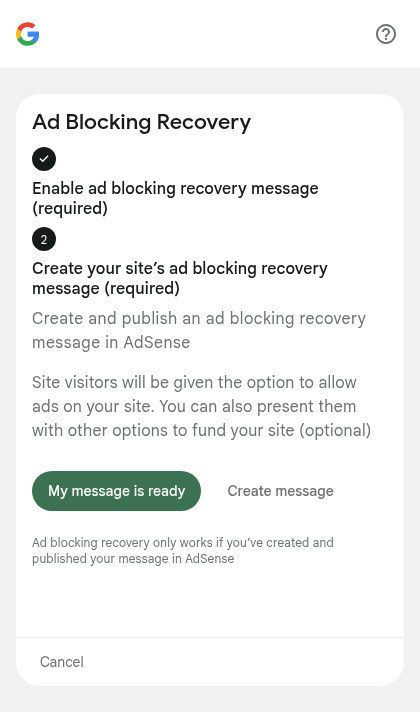 Ad Blocking Recovery
Enable ad blocking recovery message
(required)
2
Create your site’s ad blocking recovery
message (required)
Create and publish an ad blocking recovery
message in AdSense
Site visitors will be given the option to allow
ads on your site. You can also present them
with other options to fund your site (optional)
My message is ready
Create message
Ad blocking recovery only works if you’ve created and
published your message in AdSense
Cancel